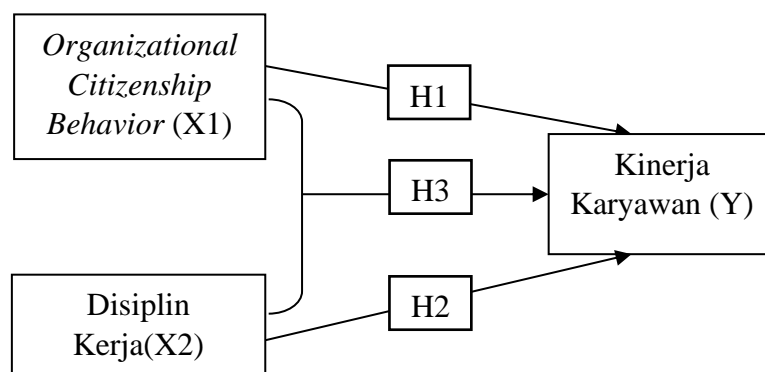 Organizational
Citizenship
Behavior (X1)
H1
Kinerja
Karyawan (Y)
H3
H2
Disiplin
Kerja(X2)